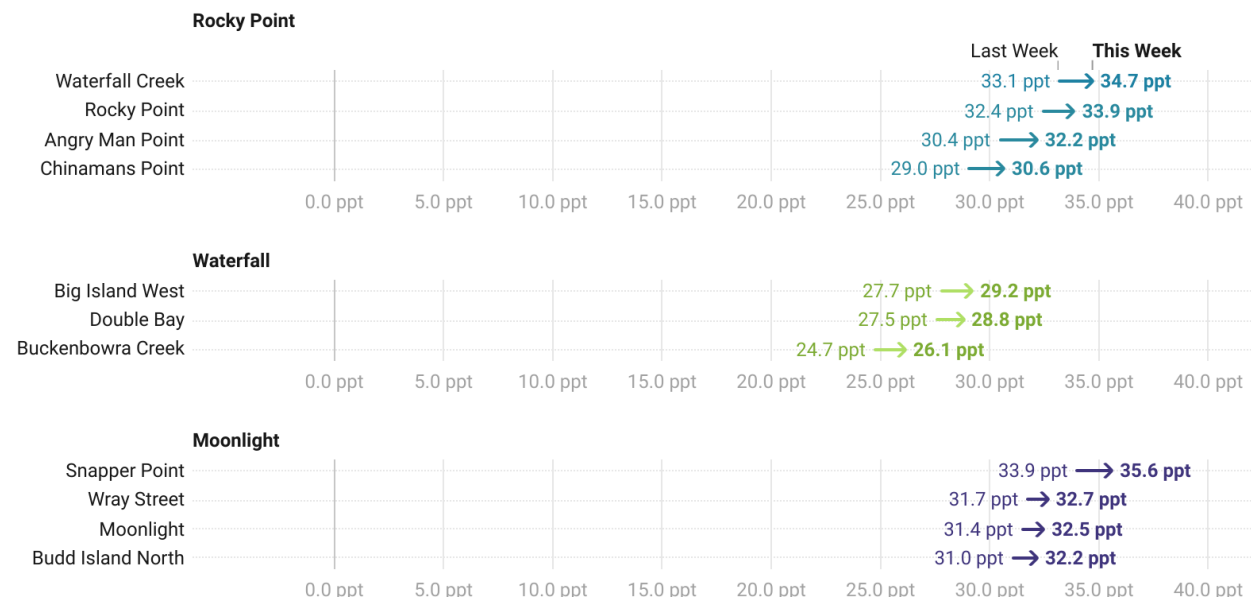 Rocky Point
Last Week This Week
Waterfall Creek 33.1 ppt 34.7 ppt
Rocky Point 32.4 ppt 33.9 ppt
Angry Man Point 30.4 ppt 32.2 ppt
Chinamans Point 29.0 ppt 30.6 ppt
0.0 ppt 5.0 ppt 10.0 ppt 15.0 ppt 20.0 ppt 25.0 ppt 30.0 ppt 35.0 ppt 40.0 ppt
Waterfall
Big Island West 27.7 ppt 29.2 ppt
Double Bay 27.5 ppt 28.8 ppt
Buckenbowra Creek 24.7 ppt 26.1 ppt
0.0 ppt 5.0 ppt 10.0 ppt 15.0 ppt 20.0 ppt 25.0 ppt 30.0 ppt 35.0 ppt 40.0 ppt
Moonlight
Snapper Point 33.9 ppt 35.6 ppt
Wray Street 31.7 ppt 32.7 ppt
Moonlight 31.4 ppt 32.5 ppt
Budd Island North 31.0 ppt 32.2 ppt
0.0 ppt 5.0 ppt 10.0 ppt 15.0 ppt 20.0 ppt 25.0 ppt 30.0 ppt 35.0 ppt 40.0 ppt